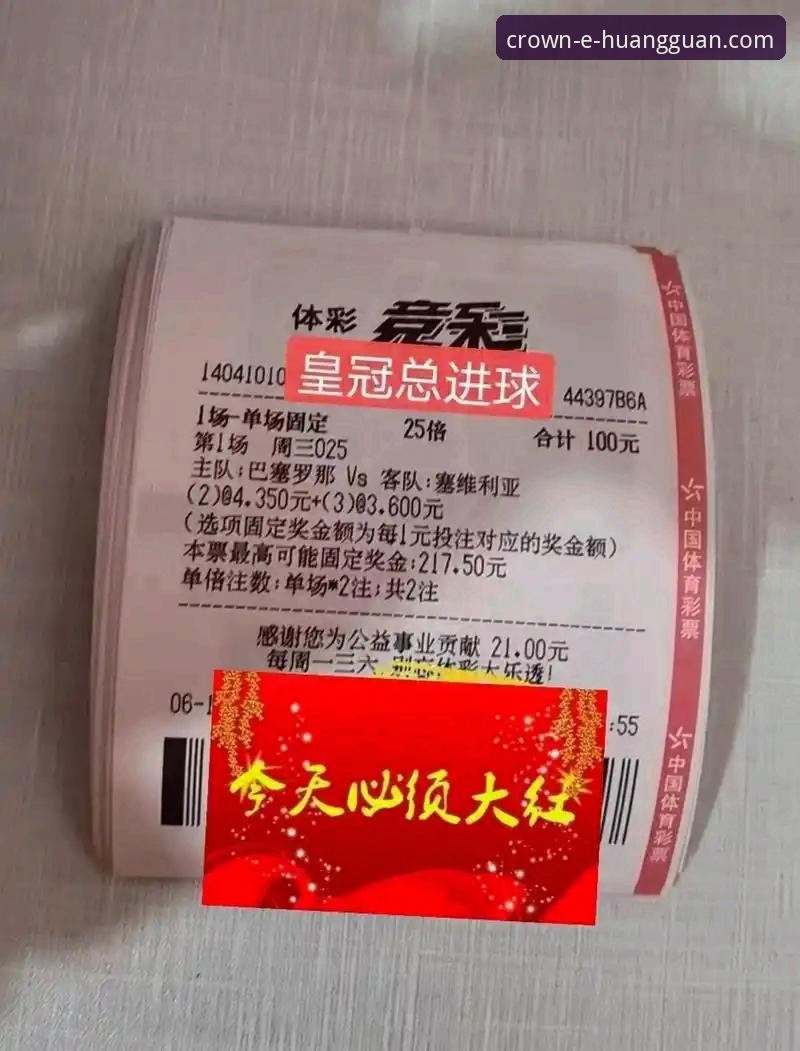 crown-e-huangguan.com
体彩 竞彩
14041010
皇冠总进球
44397B6A
1场-单场固定 25倍 合计 100元
第1场 周三025
主队:巴塞罗那 Vs 客队:塞维利亚
(2)@4.350元+(3)@3.600元
(选项固定奖金额为每1元投注对应的奖金额)
本票最高可能固定奖金:217.50元
单倍注数:单场*2注;共2注
感谢您为公益事业贡献 21.00元
每周一三六,别忘体彩大乐透!
06-1
:55
今天必须大红
中国体育彩票
中国体育彩票
中国体育彩票